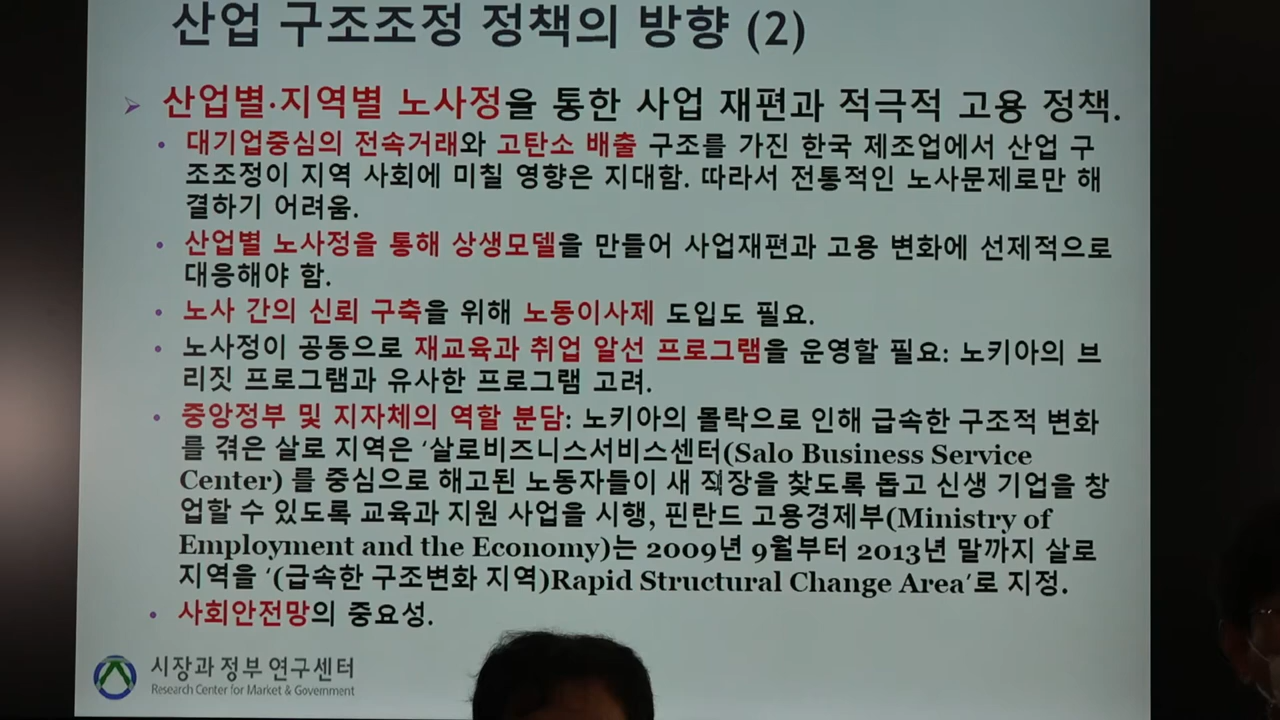 산업 구조조정 정책의 방향 (2)
산업별·지역별 노사정을 통한 사업 재편과 적극적 고용 정책.
• 대기업중심의 전속거래와 고탄소 배출 구조를 가진 한국 제조업에서 산업 구
조조정이 지역 사회에 미칠 영향은 지대함. 따라서 전통적인 노사문제로만 해
결하기 어려움.
• 산업별 노사정을 통해 상생모델을 만들어 사업재편과 고용 변화에 선제적으로
대응해야 함.
• 노사 간의 신뢰 구축을 위해 노동이사제 도입도 필요.
• 노사정이 공동으로 재교육과 취업 알선 프로그램을 운영할 필요: 노키아의 브
리짓 프로그램과 유사한 프로그램 고려.
• 중앙정부 및 지자체의 역할 분담: 노키아의 몰락으로 인해 급속한 구조적 변화
를 겪은 살로 지역은 ‘살로비즈니스서비스센터(Salo Business Service
Center) 를 중심으로 해고된 노동자들이 새 직장을 찾도록 돕고 신생 기업을 창
업할 수 있도록 교육과 지원 사업을 시행, 핀란드 고용경제부(Ministry of
Employment and the Economy)는 2009년 9월부터 2013년 말까지 살로
지역을 ‘(급속한 구조변화 지역)Rapid Structural Change Area’로 지정.
• 사회안전망의 중요성.
시장과 정부 연구센터
Research Center for Market & Government